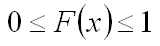 0 ≤ F(x) ≤ 1